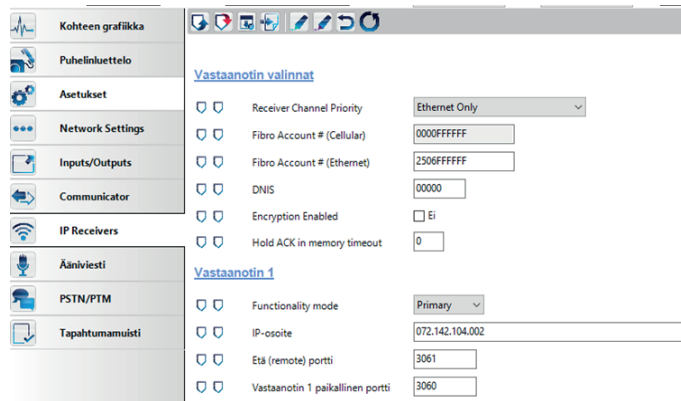 Kohteen grafiikka
Puhelinluettelo
Asetukset
Network Settings
Inputs/Outputs
Communicator
IP Receivers
Ääniviesti
PSTN/PTM
Tapahtumamuisti
Vastaanotin valinnat
Receiver Channel Priority Ethernet Only
Fibro Account # (Cellular) 0000FFFFFF
Fibro Account # (Ethernet) 2506FFFFFF
DNIS 00000
Encryption Enabled Ei
Hold ACK in memory timeout 0
Vastaanotin 1
Functionality mode Primary
IP-osoite 072.142.104.002
Etä (remote) portti 3061
Vastaanotin 1 paikallinen portti 3060